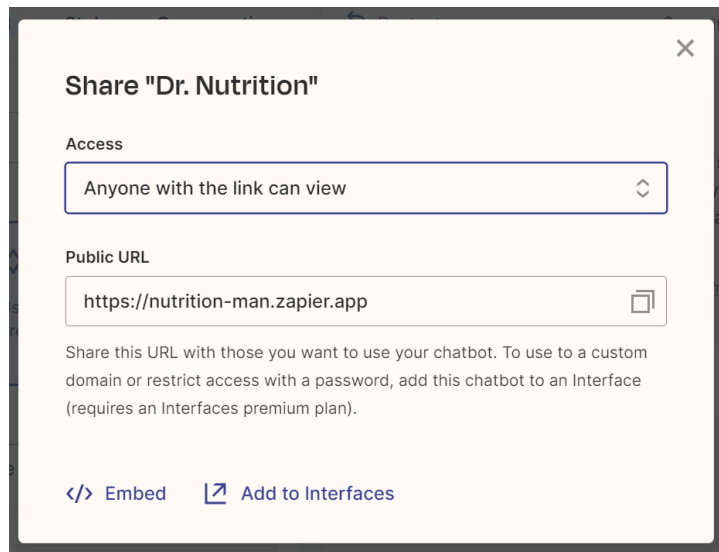 Share "Dr. Nutrition"
Access
Anyone with the link can view
Public URL
https://nutrition-man.zapier.app
Share this URL with those you want to use your chatbot. To use to a custom
domain or restrict access with a password, add this chatbot to an Interface
(requires an Interfaces premium plan).
</> Embed
Add to Interfaces